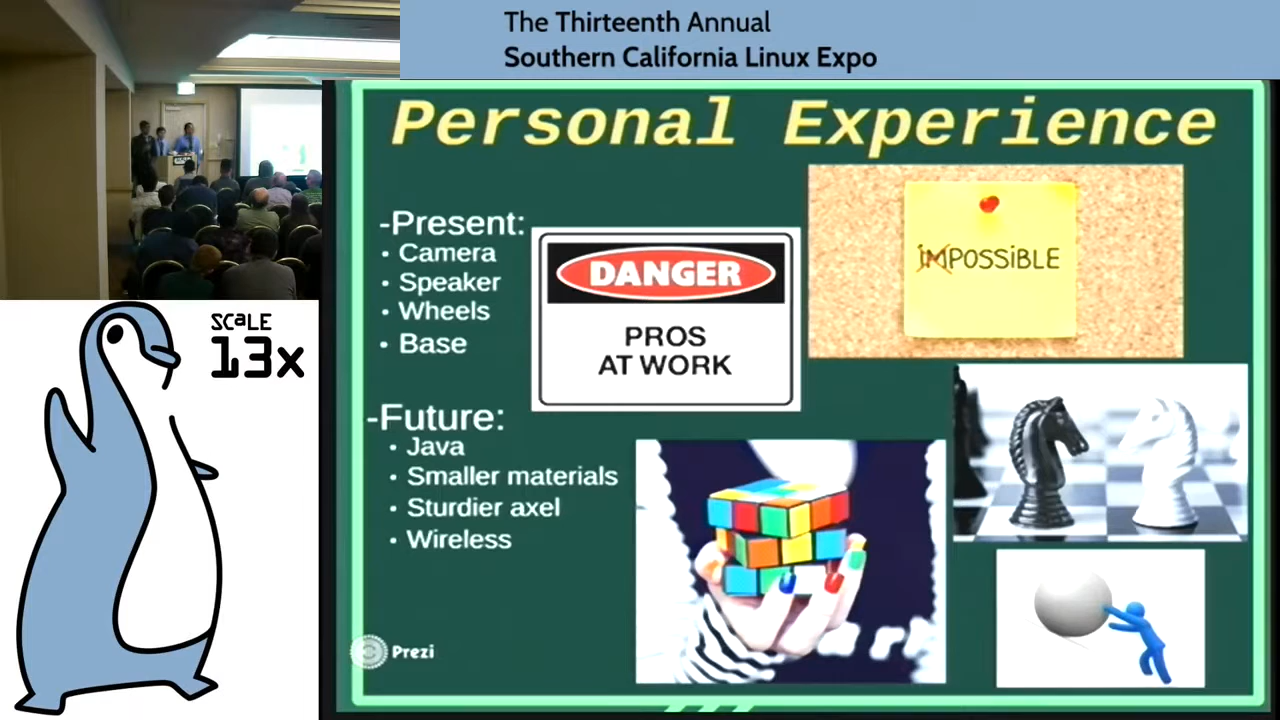 The Thirteenth Annual
Southern California Linux Expo
SCaLE
13x
Personal Experience
-Present:
• Camera
• Speaker
• Wheels
• Base
DANGER
PROS
AT WORK
iMPOSSiBLE
-Future:
• Java
• Smaller materials
• Sturdier axel
• Wireless
Prezi